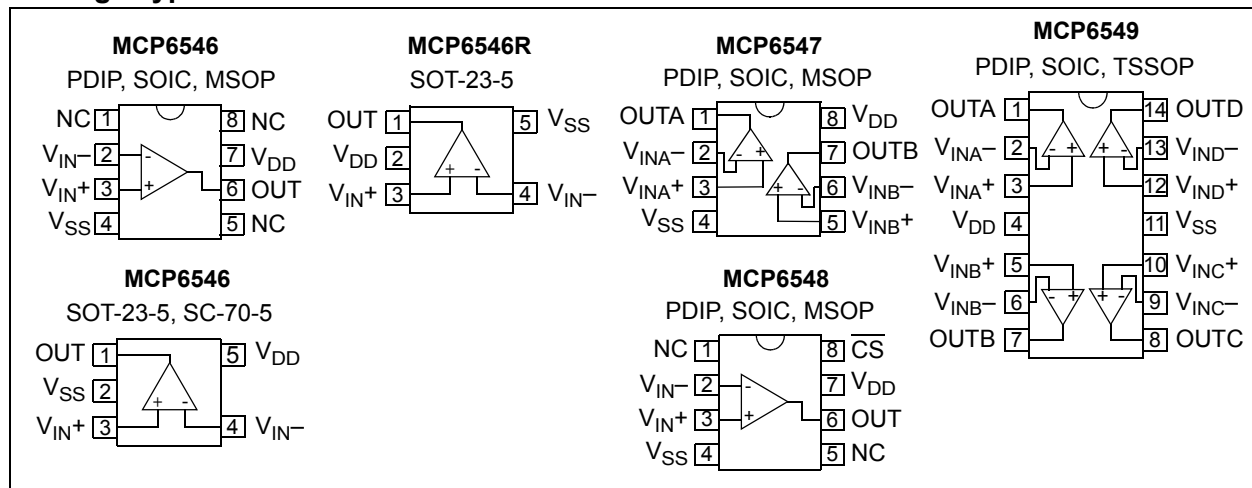 MCP6546
PDIP, SOIC, MSOP
NC 1 8 NC
VIN– 2 - 7 VDD
VIN+ 3 + 6 OUT
VSS 4 5 NC
MCP6546
SOT-23-5, SC-70-5
OUT 1 5 VDD
VSS 2
VIN+ 3 + - 4 VIN–
MCP6546R
SOT-23-5
OUT 1 5 VSS
VDD 2
VIN+ 3 + - 4 VIN–
MCP6547
PDIP, SOIC, MSOP
OUTA 1 8 VDD
VINA– 2 - + 7 OUTB
VINA+ 3 + - 6 VINB–
VSS 4 5 VINB+
MCP6548
PDIP, SOIC, MSOP
NC 1 8 CS
VIN– 2 - 7 VDD
VIN+ 3 + 6 OUT
VSS 4 5 NC
MCP6549
PDIP, SOIC, TSSOP
OUTA 1 14 OUTD
VINA– 2 - + + - 13 VIND–
VINA+ 3 12 VIND+
VDD 4 11 VSS
VINB+ 5 10 VINC+
VINB– 6 - + + - 9 VINC–
OUTB 7 8 OUTC